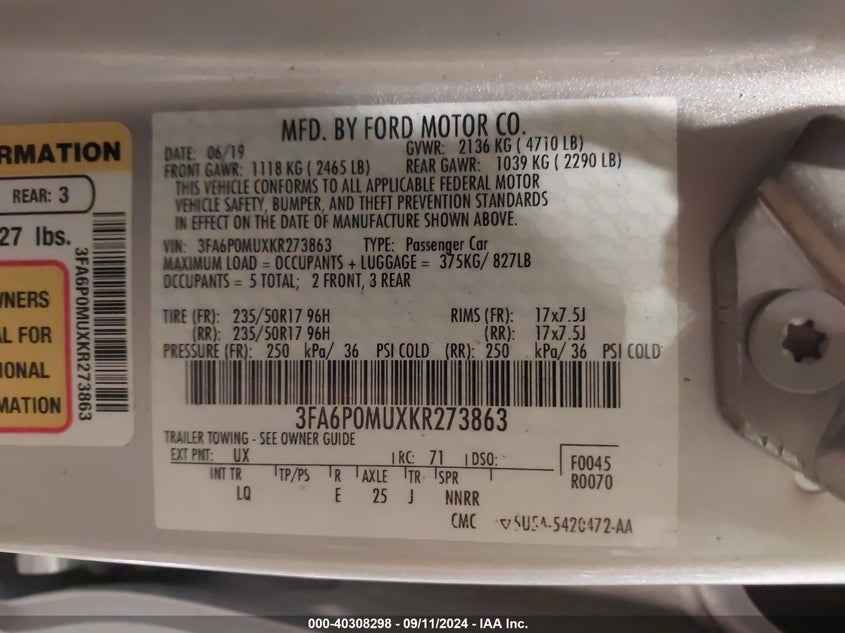 RMATION
REAR: 3
27 lbs.
3FA6P0MUXKR273863
WNERS
AL FOR
IONAL
MATION
MFD. BY FORD MOTOR CO.
DATE: 06/19 GVWR: 2136 KG ( 4710 LB)
FRONT GAWR: 1118 KG ( 2465 LB) REAR GAWR: 1039 KG ( 2290 LB)
THIS VEHICLE CONFORMS TO ALL APPLICABLE FEDERAL MOTOR
VEHICLE SAFETY, BUMPER, AND THEFT PREVENTION STANDARDS
IN EFFECT ON THE DATE OF MANUFACTURE SHOWN ABOVE.
VIN: 3FA6P0MUXKR273863 TYPE: Passenger Car
MAXIMUM LOAD = OCCUPANTS + LUGGAGE = 375KG/ 827LB
OCCUPANTS = 5 TOTAL; 2 FRONT, 3 REAR
TIRE (FR): 235/50R17 96H RIMS (FR): 17x7.5J
(RR): 235/50R17 96H (RR): 17x7.5J
PRESSURE (FR): 250 kPa/ 36 PSI COLD (RR): 250 kPa/ 36 PSI COLD
3FA6P0MUXKR273863
TRAILER TOWING - SEE OWNER GUIDE
EXT PNT: UX RC: 71 DSO: F0045
INT TR TP/PS R AXLE TR SPR R0070
LQ E 25 J NNRR
CMC
000-40308298 - 09/11/2024 - IAA Inc.